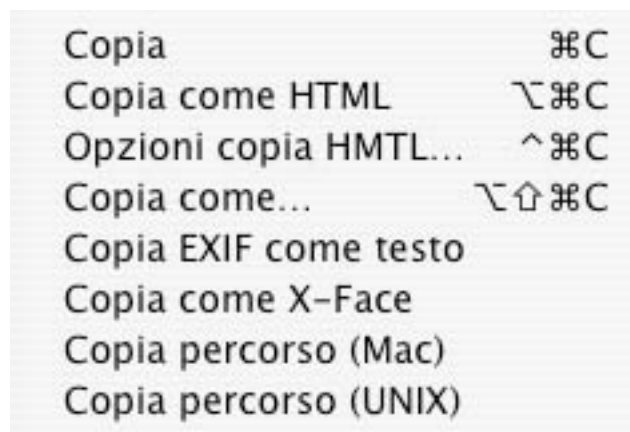 Copia ⌘C
Copia come HTML ⌥⌘C
Opzioni copia HMTL... ^⌘C
Copia come... ⌥⇧⌘C
Copia EXIF come testo
Copia come X-Face
Copia percorso (Mac)
Copia percorso (UNIX)